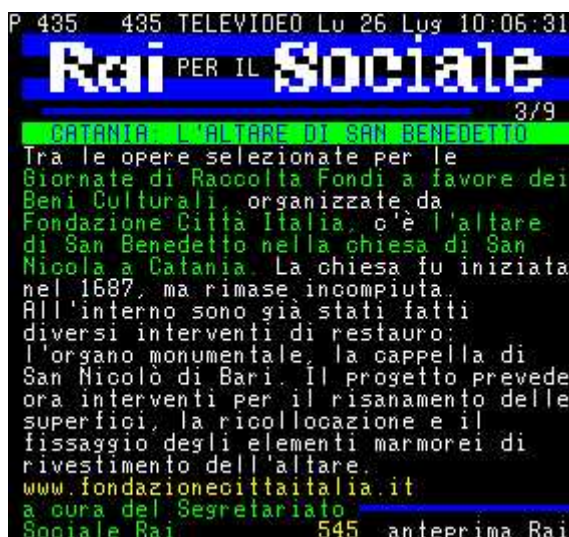 P 435 435 TELEVIDEO Lu 26 Lug 10:06:31
Rai PER IL Sociale
3/9
CATANIA: L'ALTARE DI SAN BENEDETTO
Tra le opere selezionate per le
Giornate di Raccolta Fondi a favore dei
Beni Culturali, organizzate da
Fondazione Città Italia, c'è l'altare
di San Benedetto nella chiesa di San
Nicola a Catania. La chiesa fu iniziata
nel 1687, ma rimase incompiuta.
All'interno sono già stati fatti
diversi interventi di restauro:
l'organo monumentale, la cappella di
San Nicolò di Bari. Il progetto prevede
ora interventi per il risanamento delle
superfici, la ricollocazione e il
fissaggio degli elementi marmorei di
rivestimento dell'altare.
www.fondazionecittaitalia.it
a cura del Segretariato
Sociale Rai 545 anteprima Rai